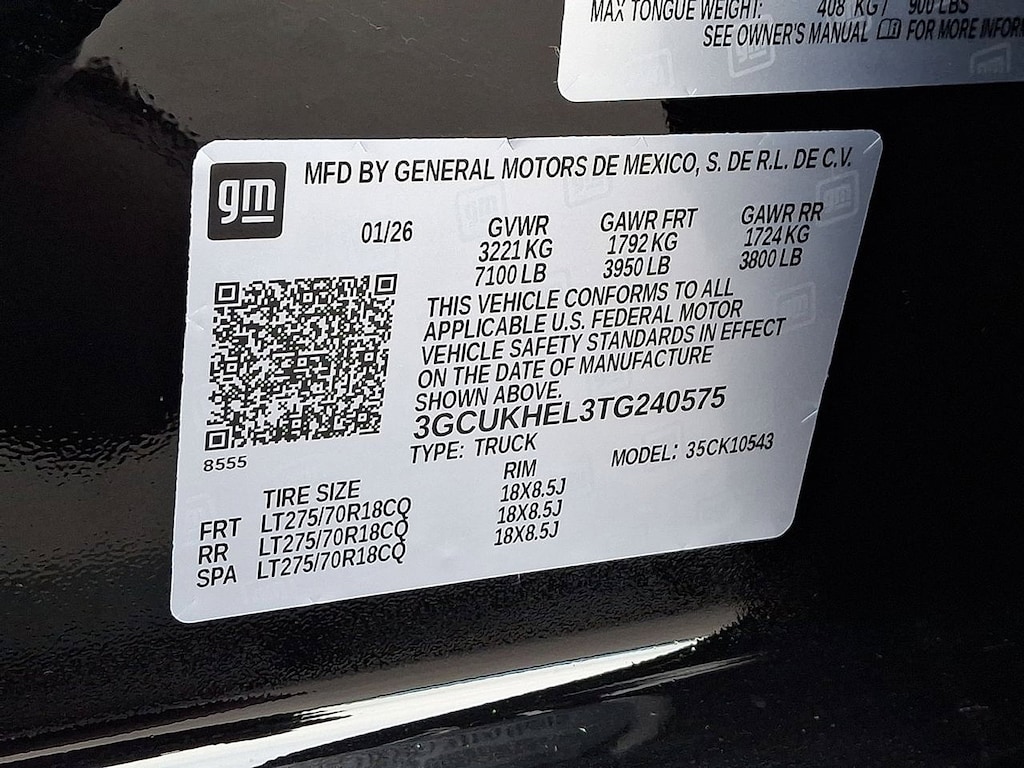 MAX TONGUE WEIGHT: 408 KG / 900 LBS
SEE OWNER'S MANUAL FOR MORE INFOR
gm
MFD BY GENERAL MOTORS DE MEXICO, S. DE R.L. DE C.V.
01/26 GVWR GAWR FRT GAWR RR
3221 KG 1792 KG 1724 KG
7100 LB 3950 LB 3800 LB
THIS VEHICLE CONFORMS TO ALL
APPLICABLE U.S. FEDERAL MOTOR
VEHICLE SAFETY STANDARDS IN EFFECT
ON THE DATE OF MANUFACTURE
SHOWN ABOVE.
3GCUKHEL3TG240575
TYPE: TRUCK MODEL: 35CK10543
8555
TIRE SIZE RIM
FRT LT275/70R18CQ 18X8.5J
RR LT275/70R18CQ 18X8.5J
SPA LT275/70R18CQ 18X8.5J